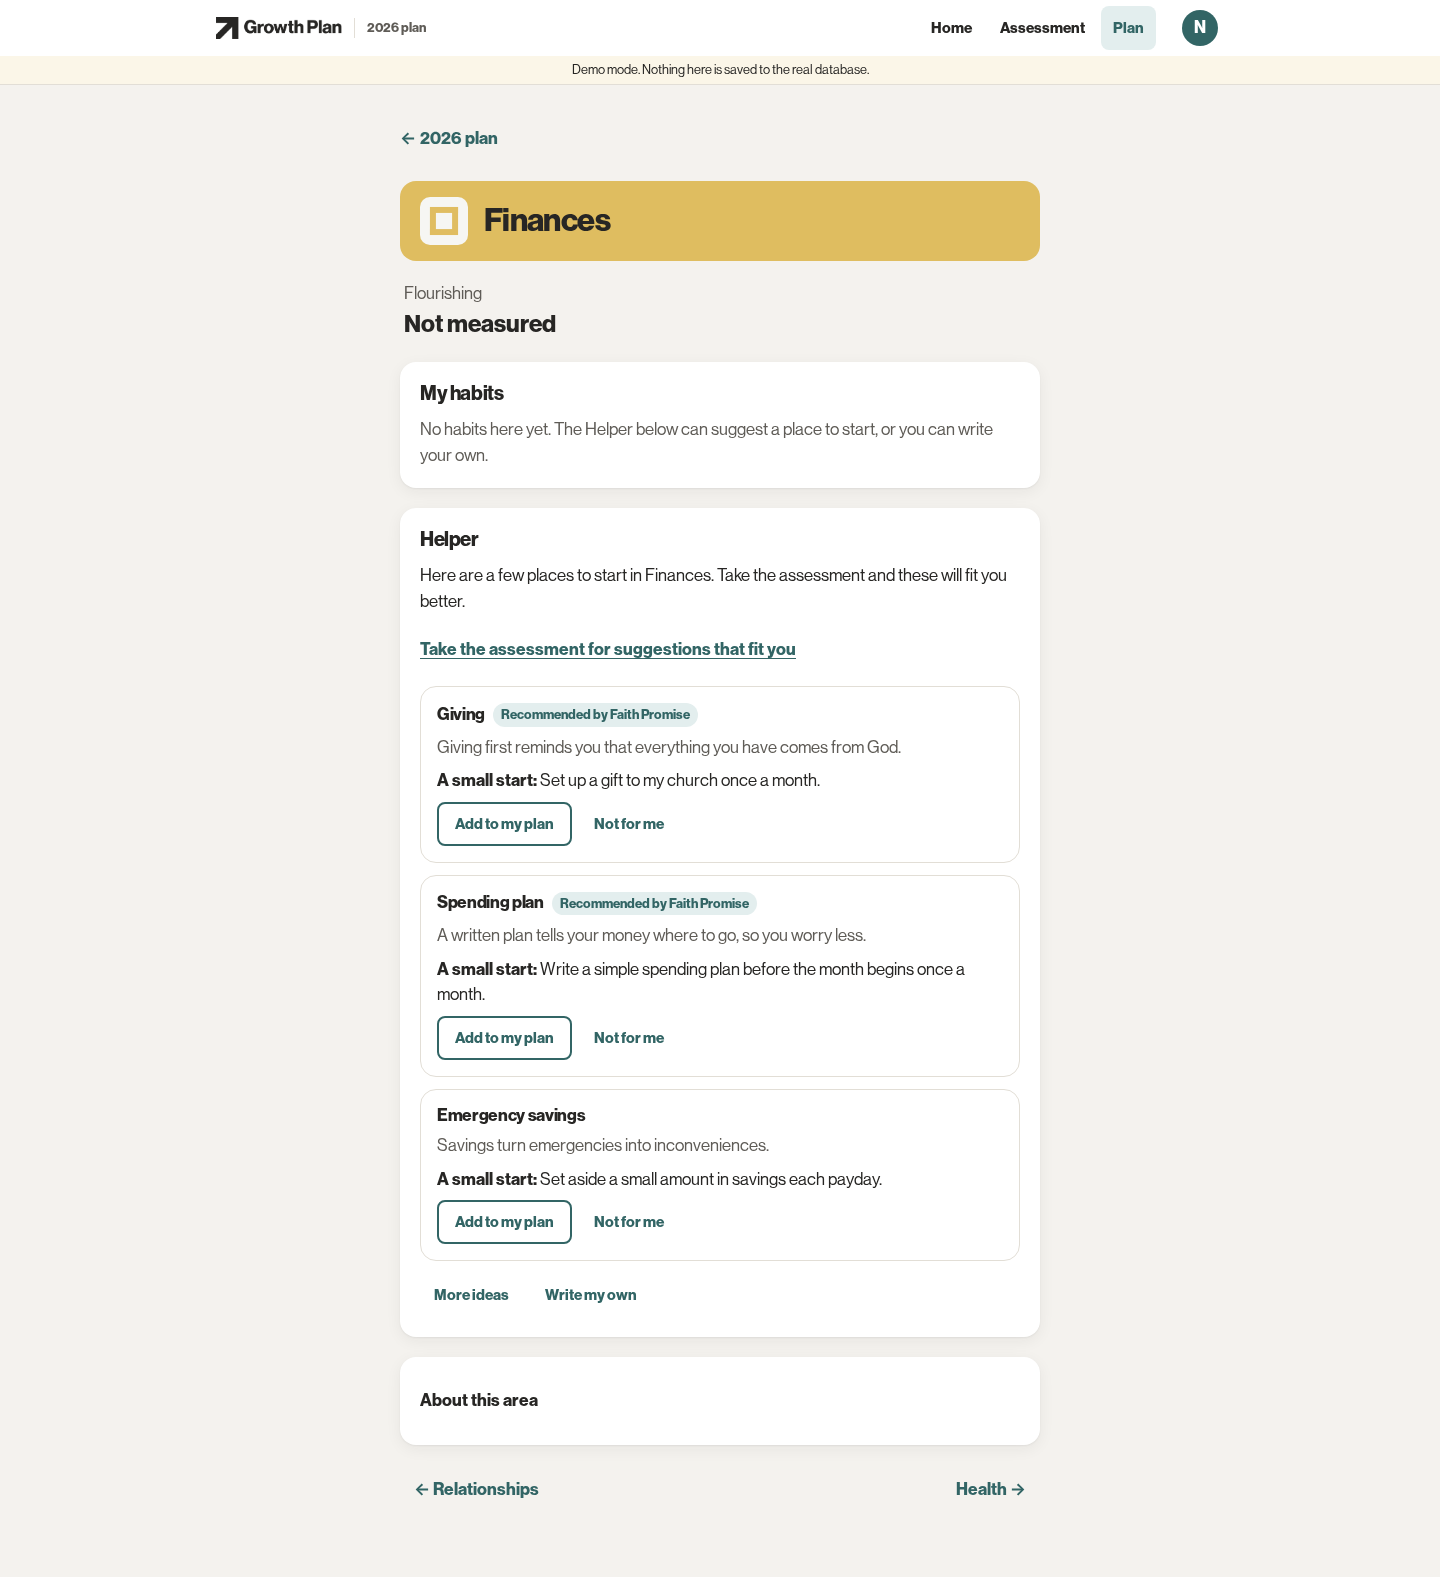 Growth Plan
2026 plan
Home
Assessment
Plan
N
Demo mode. Nothing here is saved to the real database.
← 2026 plan
Finances
Flourishing
Not measured
My habits
No habits here yet. The Helper below can suggest a place to start, or you can write
your own.
Helper
Here are a few places to start in Finances. Take the assessment and these will fit you
better.
Take the assessment for suggestions that fit you
Giving
Recommended by Faith Promise
Giving first reminds you that everything you have comes from God.
A small start: Set up a gift to my church once a month.
Add to my plan
Not for me
Spending plan
Recommended by Faith Promise
A written plan tells your money where to go, so you worry less.
A small start: Write a simple spending plan before the month begins once a
month.
Add to my plan
Not for me
Emergency savings
Savings turn emergencies into inconveniences.
A small start: Set aside a small amount in savings each payday.
Add to my plan
Not for me
More ideas
Write my own
About this area
← Relationships
Health →